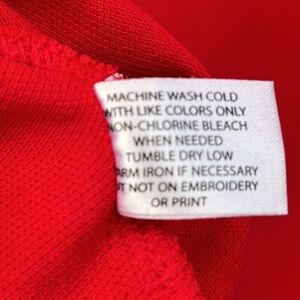 MACHINE WASH COLD
WITH LIKE COLORS ONLY
NON-CHLORINE BLEACH
WHEN NEEDED
TUMBLE DRY LOW
ARM IRON IF NECESSARY
T NOT ON EMBROIDERY
OR PRINT